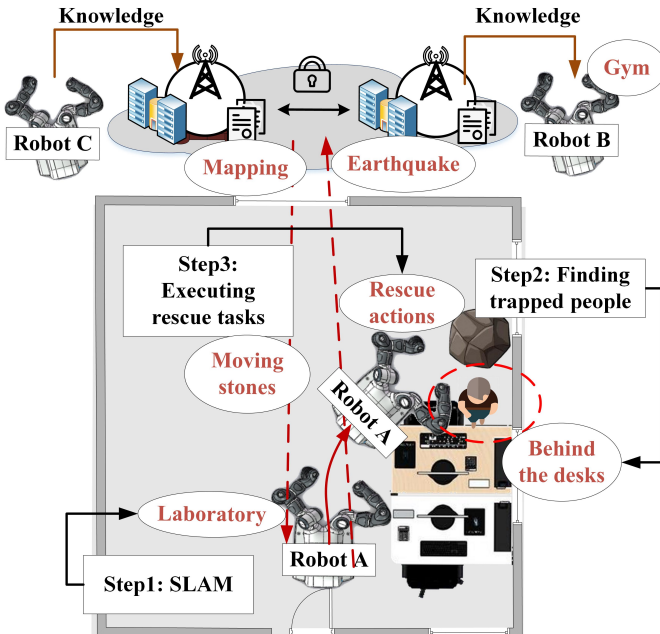 Knowledge
Knowledge
Gym
Robot C
Robot B
Mapping
Earthquake
Step3:
Executing
rescue tasks
Rescue
actions
Step2: Finding
trapped people
Moving
stones
Robot A
Behind
the desks
Laboratory
Robot A
Step1: SLAM